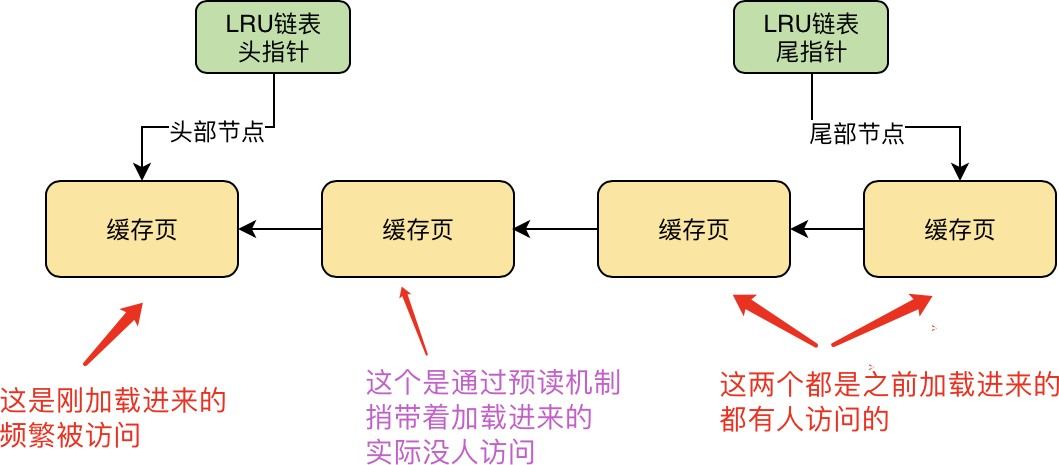 LRU链表
头指针
LRU链表
尾指针
头部节点
尾部节点
缓存页
缓存页
缓存页
缓存页
这是刚加载进来的
频繁被访问
这个是通过预读机制
捎带着加载进来的
实际没人访问
这两个都是之前加载进来的
都有人访问的